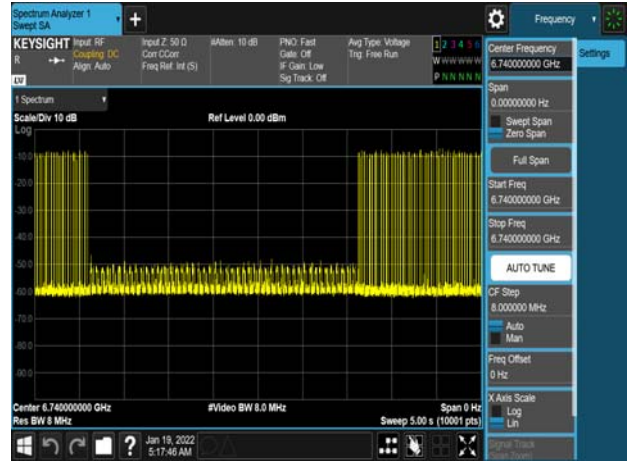 Spectrum Analyzer 1
Swept SA
Frequency
KEYSIGHT
R
LV
Input: RF
Coupling: DC
Align: Auto
Input Z: 50 Ω
Corr CCorr
Freq Ref: Int (S)
#Atten: 10 dB
PNO: Fast
Gate: Off
IF Gain: Low
Sig Track: Off
Avg Type: Voltage
Trig: Free Run
1 2 3 4 5 6
W W W W W W
P N N N N N
Settings
1 Spectrum
Scale/Div 10 dB
Ref Level 0.00 dBm
Log
-10.0
-20.0
-30.0
-40.0
-50.0
-60.0
-70.0
-80.0
-90.0
Center 6.740000000 GHz
#Video BW 8.0 MHz
Span 0 Hz
Res BW 8 MHz
Sweep 5.00 s (10001 pts)
Center Frequency
6.740000000 GHz
Span
0.00000000 Hz
Swept Span
Zero Span
Full Span
Start Freq
6.740000000 GHz
Stop Freq
6.740000000 GHz
AUTO TUNE
CF Step
8.000000 MHz
Auto
Man
Freq Offset
0 Hz
X Axis Scale
Log
Lin
Signal Track
(Span Zoom)
?
Jan 19, 2022
5:17:46 AM